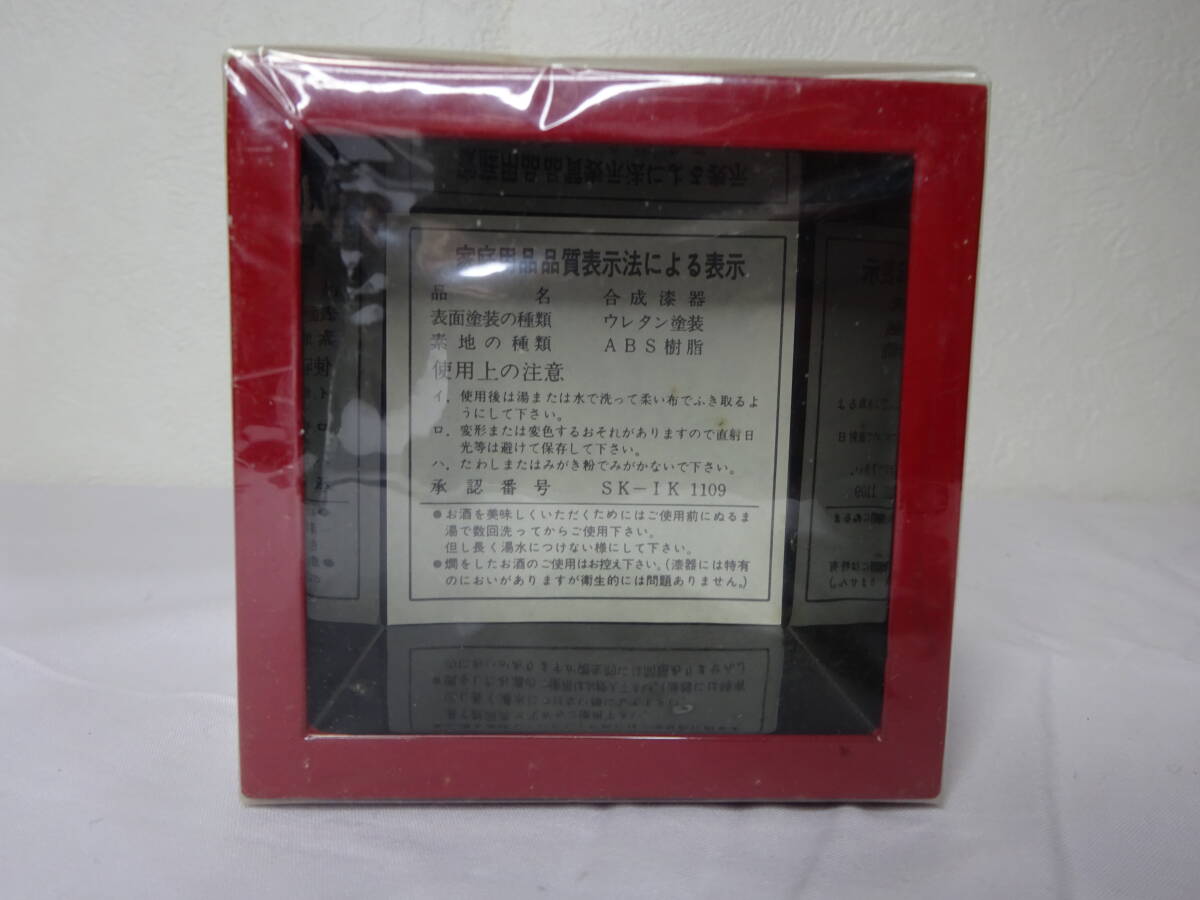 家庭用品品質表示法による表示
品名 合成漆器
表面塗装の種類 ウレタン塗装
素地の種類 ABS樹脂
使用上の注意
イ．使用後は湯または水で洗って柔い布でふき取るよ
うにして下さい。
ロ．変形または変色するおそれがありますので直射日
光等は避けて保存して下さい。
ハ．たわしまたはみがき粉でみがかないで下さい。
承認番号 SK－IK 1109
●お酒を美味しくいただくためにはご使用前にぬるま
湯で数回洗ってからご使用下さい。
但し長く湯水につけない様にして下さい。
●燗をしたお酒のご使用はお控え下さい。（漆器には特有
のにおいがありますが衛生的には問題ありません。）